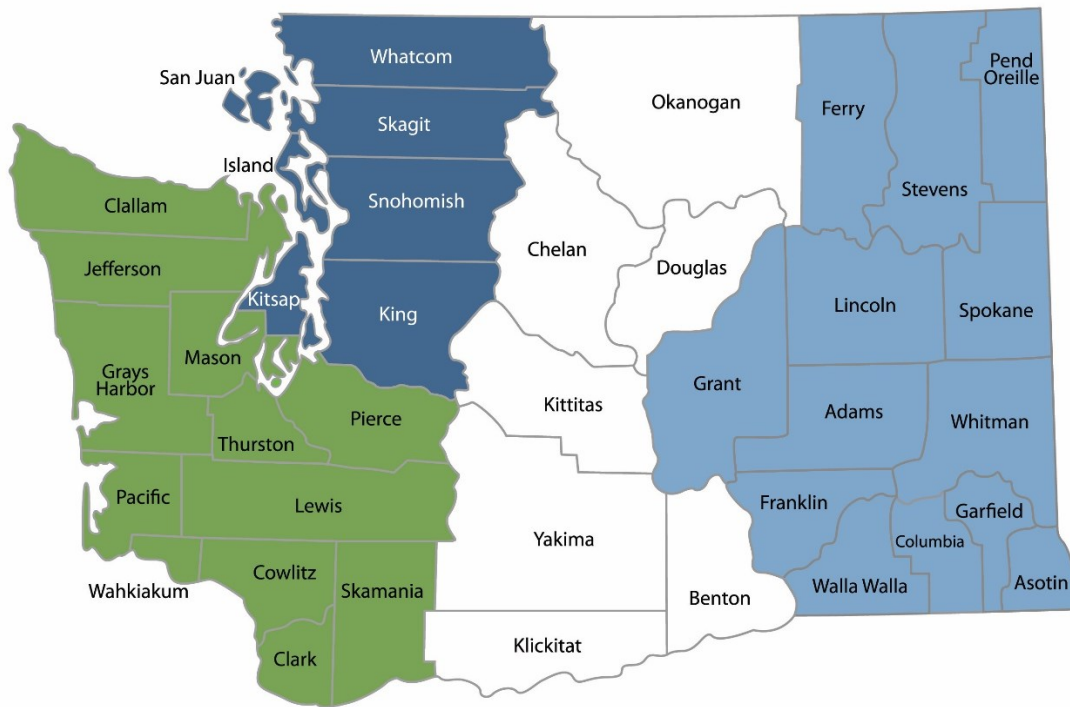 Whatcom
San Juan
Pend
Oreille
Okanogan
Ferry
Skagit
Island
Stevens
Snohomish
Clallam
Chelan
Jefferson
Douglas
Kitsap
Lincoln
King
Spokane
Mason
Grays
Harbor
Grant
Kittitas
Adams
Pierce
Whitman
Thurston
Pacific
Franklin
Lewis
Garfield
Yakima
Columbia
Cowlitz
Wahkiakum
Skamania
Walla Walla
Asotin
Benton
Klickitat
Clark